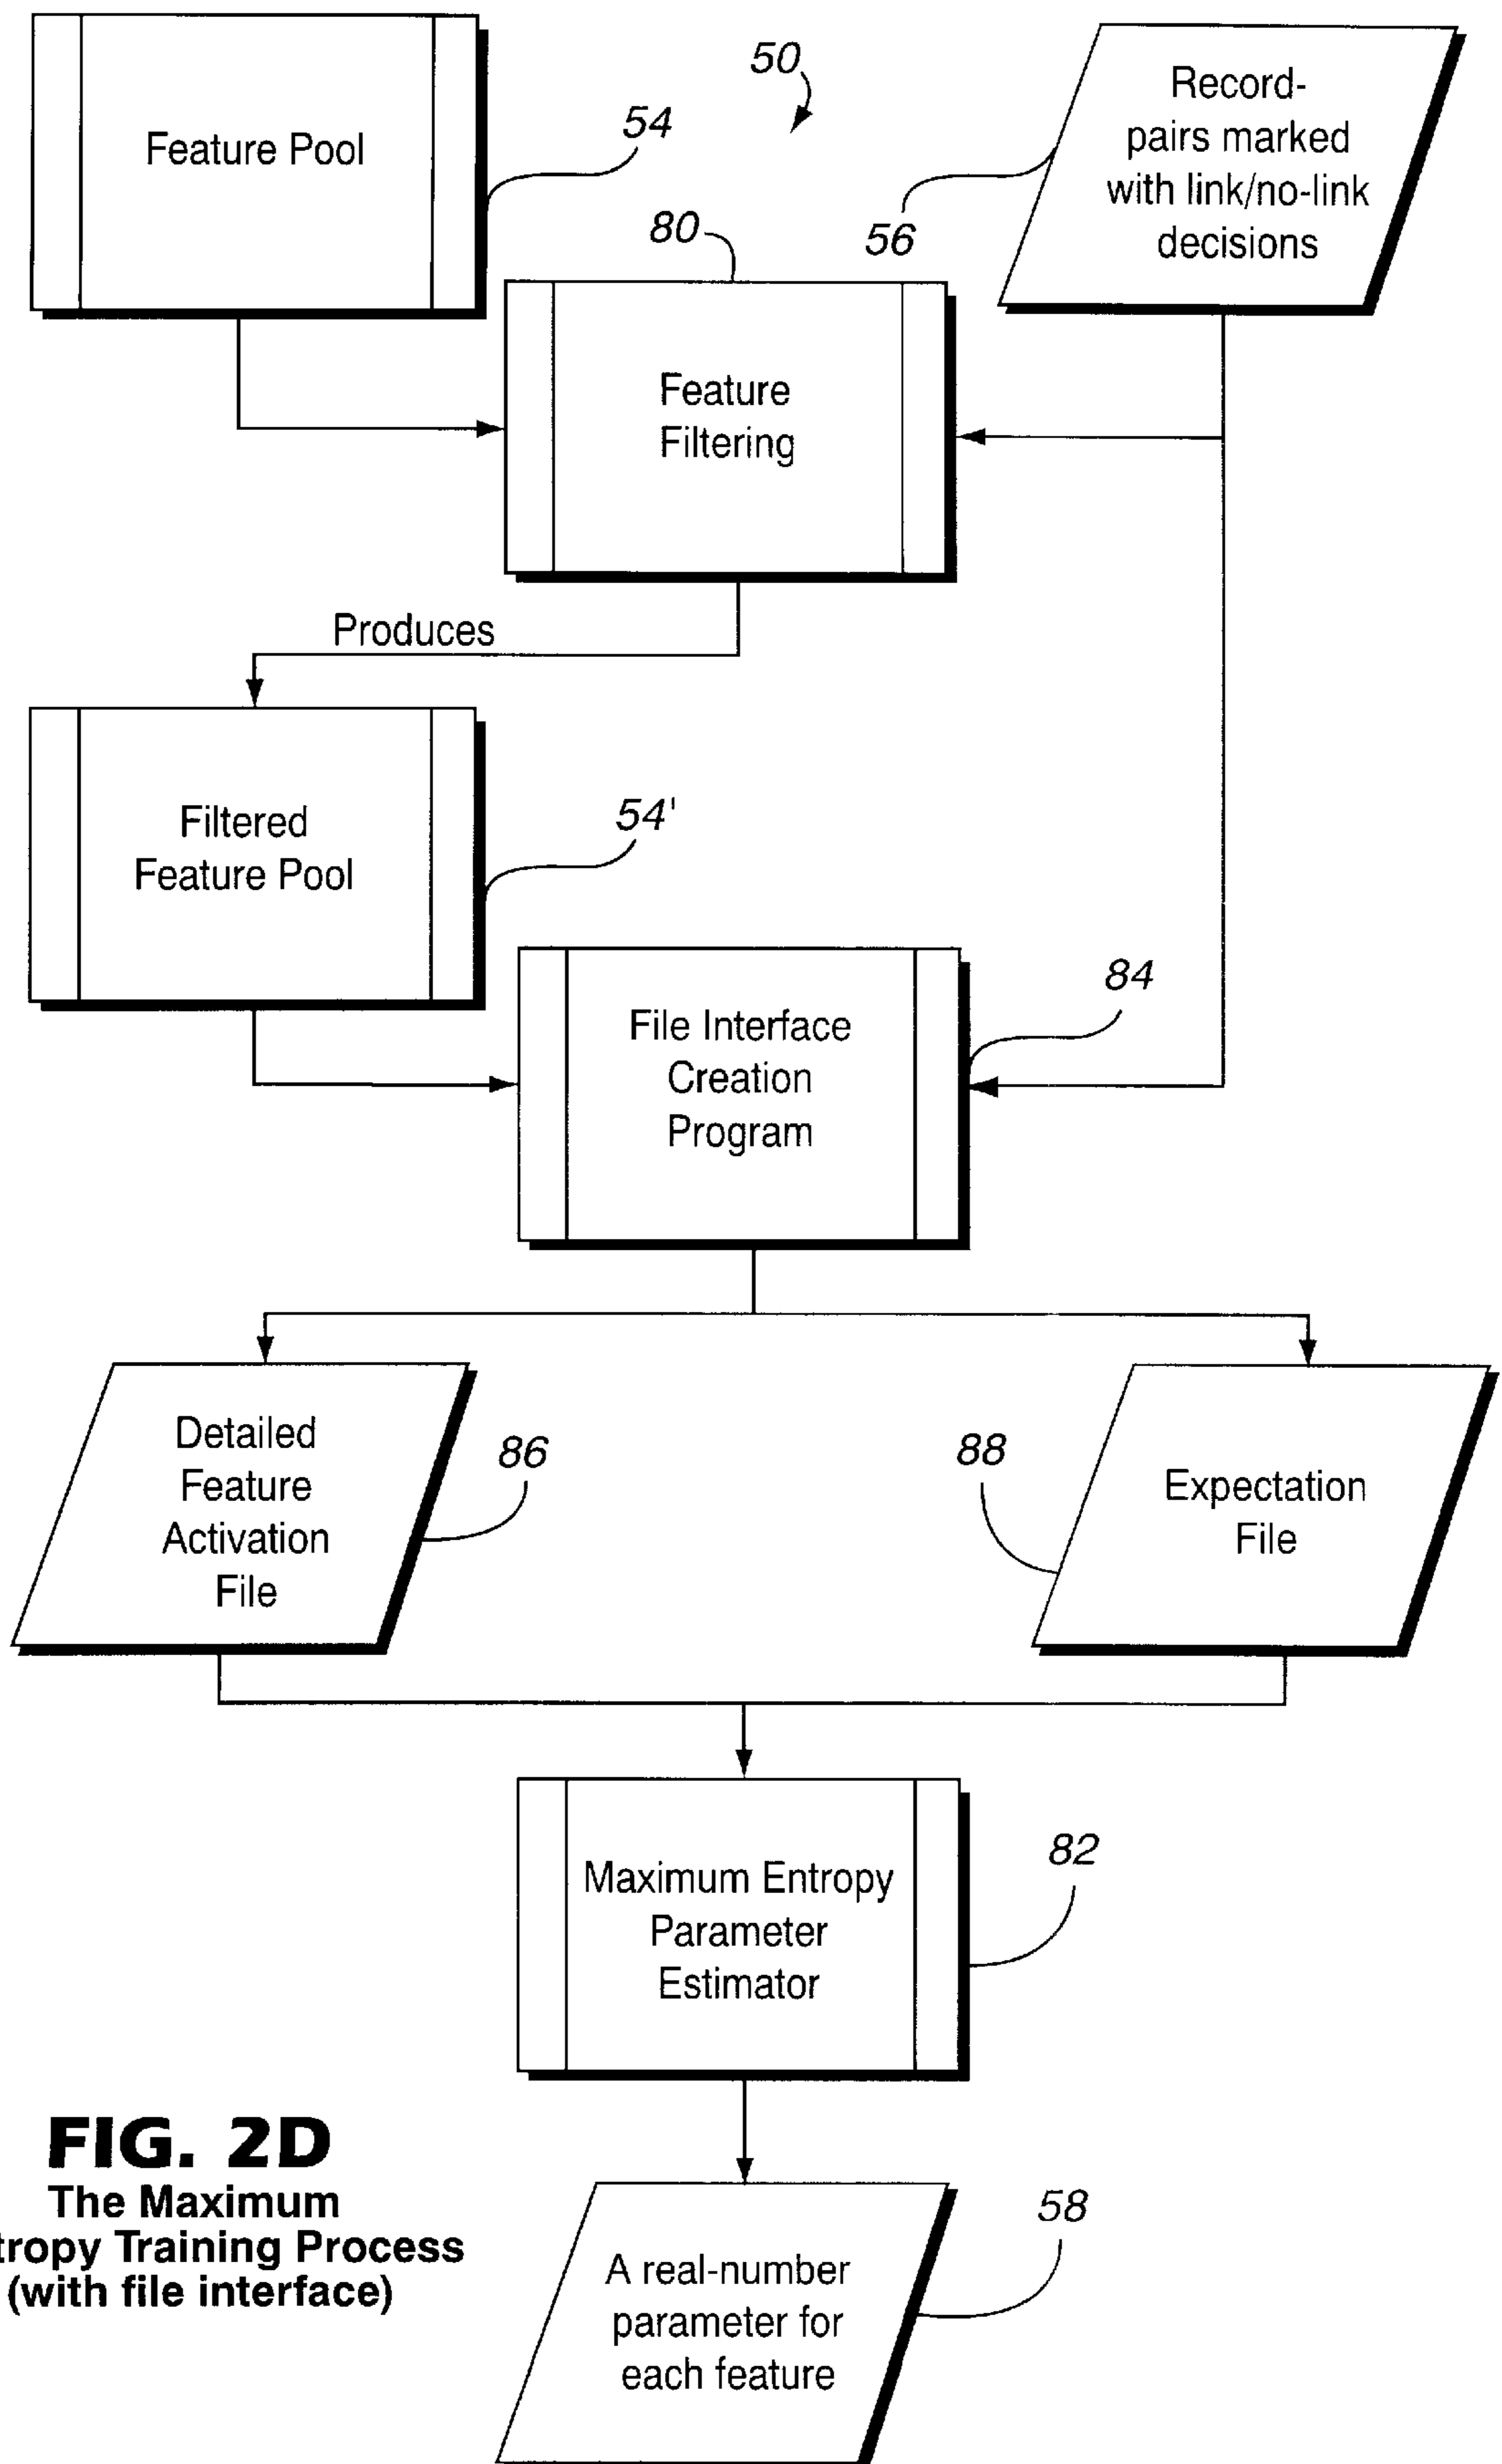 50
Feature Pool
54
Record-
pairs marked
with link/no-link
decisions
56
80
Feature
Filtering
Produces
Filtered
Feature Pool
54'
File Interface
Creation
Program
84
Detailed
Feature
Activation
File
86
88
Expectation
File
Maximum Entropy
Parameter
Estimator
82
FIG. 2D
The Maximum
tropy Training Process
(with file interface)
58
A real-number
parameter for
each feature